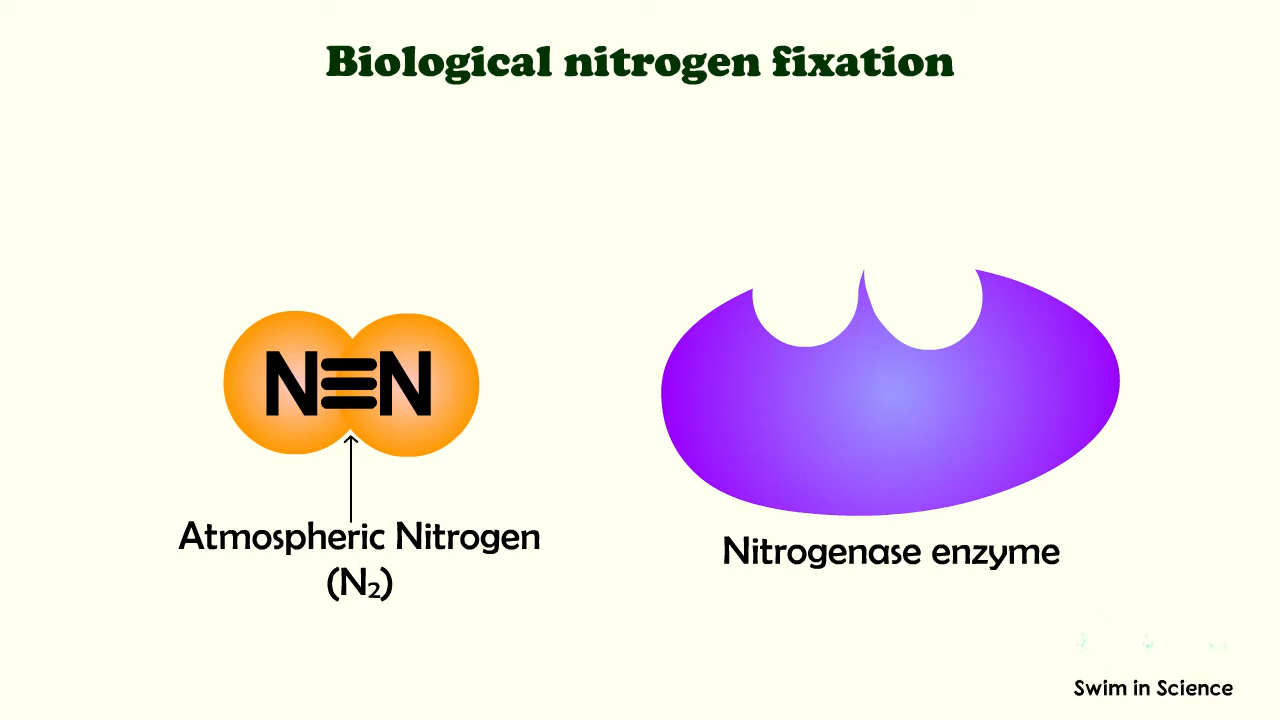 Biological nitrogen fixation
N≡N
Atmospheric Nitrogen
(N₂)
Nitrogenase enzyme
Swim in Science